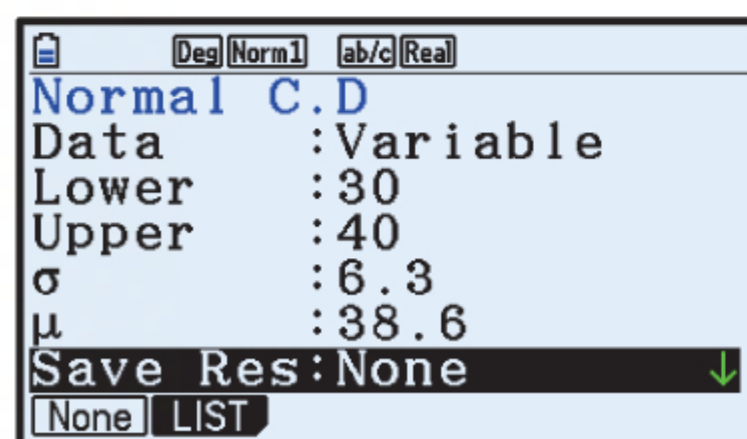 Deg Norm1 ab/c Real
Normal C.D
Data :Variable
Lower :30
Upper :40
σ :6.3
μ :38.6
Save Res:None ↓
None LIST